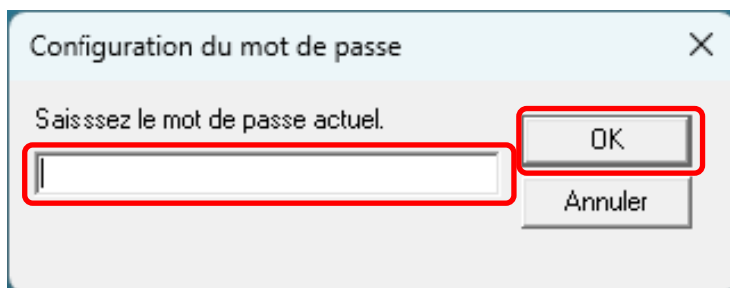 Configuration du mot de passe
Saisssez le mot de passe actuel.
OK
Annuler